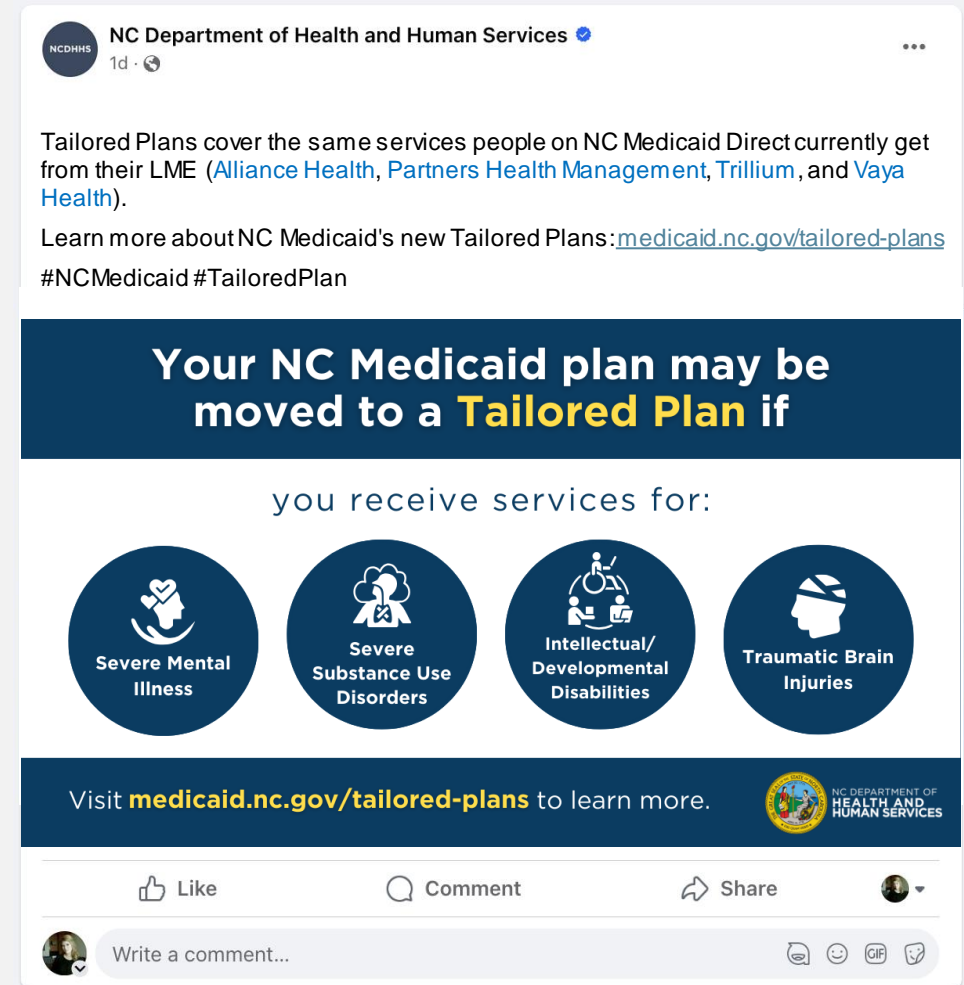 NCDHHS
NC Department of Health and Human Services
1d ·
Tailored Plans cover the same services people on NC Medicaid Direct currently get
from their LME (Alliance Health, Partners Health Management, Trillium, and Vaya
Health).
Learn more about NC Medicaid's new Tailored Plans: medicaid.nc.gov/tailored-plans
#NCMedicaid #TailoredPlan
Your NC Medicaid plan may be
moved to a Tailored Plan if
you receive services for:
Severe Mental
Illness
Severe
Substance Use
Disorders
Intellectual/
Developmental
Disabilities
Traumatic Brain
Injuries
Visit medicaid.nc.gov/tailored-plans to learn more.
NC DEPARTMENT OF
HEALTH AND
HUMAN SERVICES
Like
Comment
Share
Write a comment...
GIF